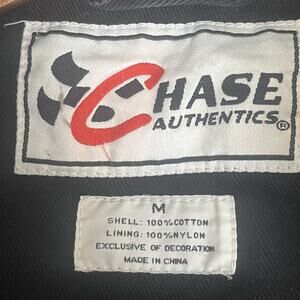 CHASE
AUTHENTICS®
M
SHELL: 100% COTTON
LINING: 100% NYLON
EXCLUSIVE OF DECORATION
MADE IN CHINA